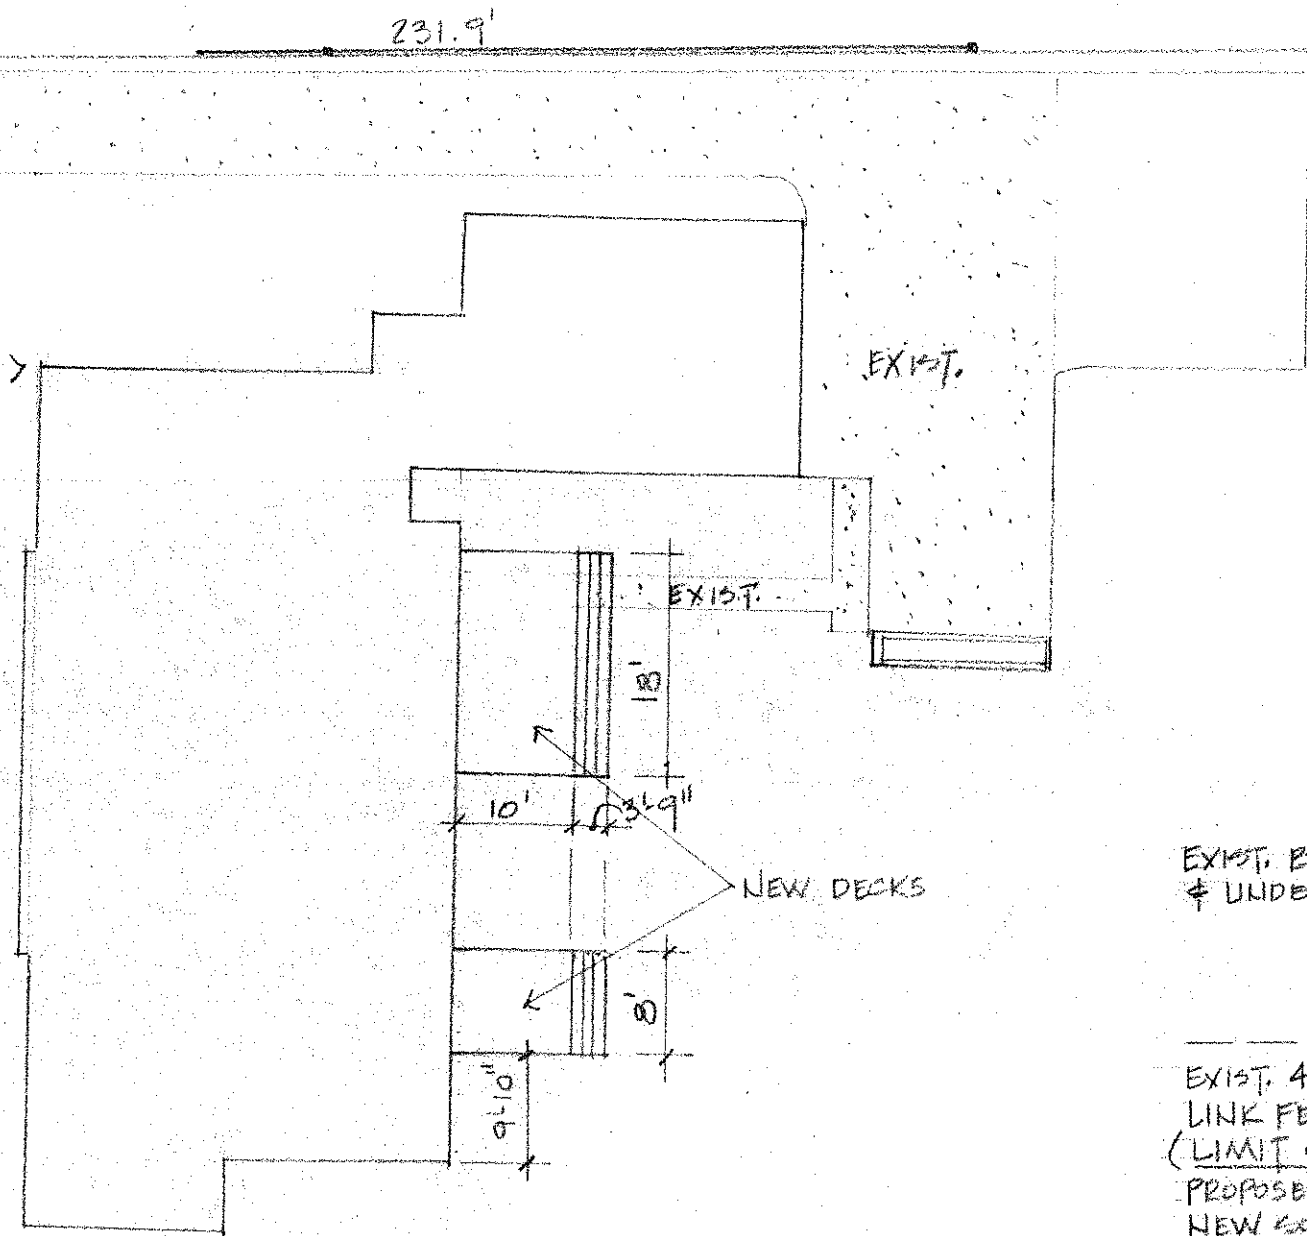 231.9'
EXIST.
EXIST.
18'
10'
3'-9"
NEW DECKS
EXIST.
& UNDE
8'
9'-10"
EXIST. 4
LINK FE
(LIMIT
PROPOSE
NEW